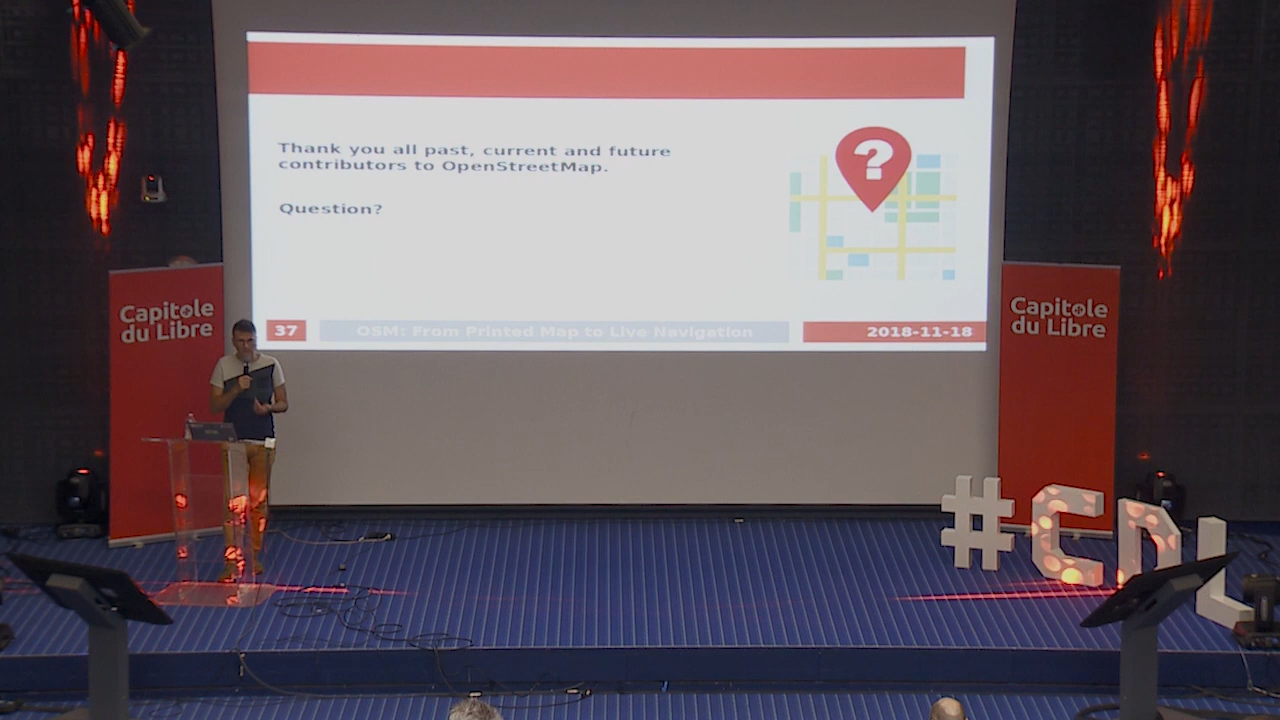 Thank you all past, current and future
contributors to OpenStreetMap.
Question?
?
37
OSM: From Printed Map to Live Navigation
2018-11-18
Capitole
du Libre
Capitole
du Libre
#CDL